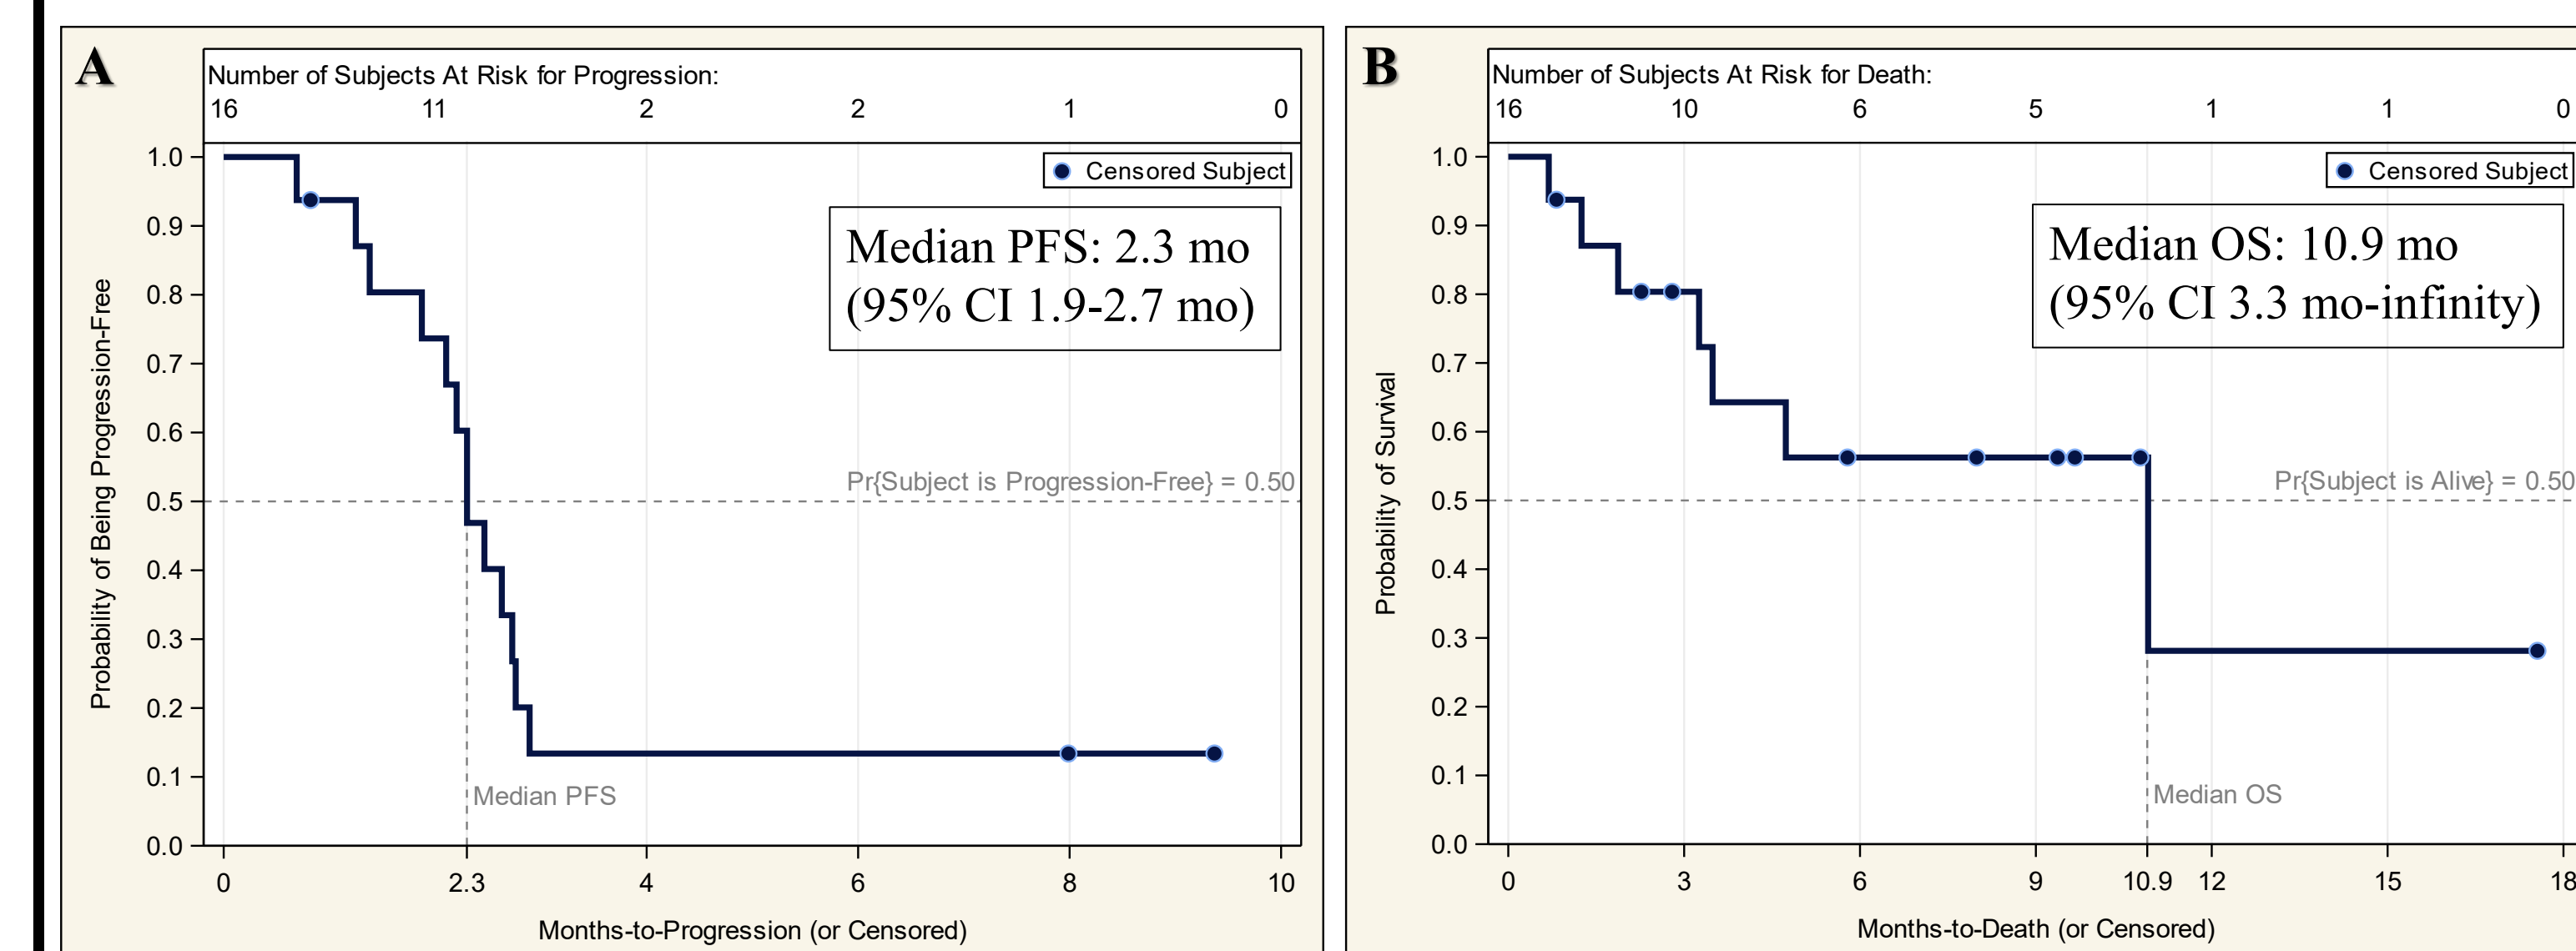 A
Number of Subjects At Risk for Progression:
16 11 2 2 1 0
Censored Subject
Median PFS: 2.3 mo
(95% CI 1.9-2.7 mo)
Pr{Subject is Progression-Free} = 0.50
Median PFS
Probability of Being Progression-Free
1.0
0.9
0.8
0.7
0.6
0.5
0.4
0.3
0.2
0.1
0.0
0 2.3 4 6 8 10
Months-to-Progression (or Censored)
B
Number of Subjects At Risk for Death:
16 10 6 5 1 1 0
Censored Subject
Median OS: 10.9 mo
(95% CI 3.3 mo-infinity)
Pr{Subject is Alive} = 0.50
Median OS
Probability of Survival
1.0
0.9
0.8
0.7
0.6
0.5
0.4
0.3
0.2
0.1
0.0
0 3 6 9 10.9 12 15 18
Months-to-Death (or Censored)